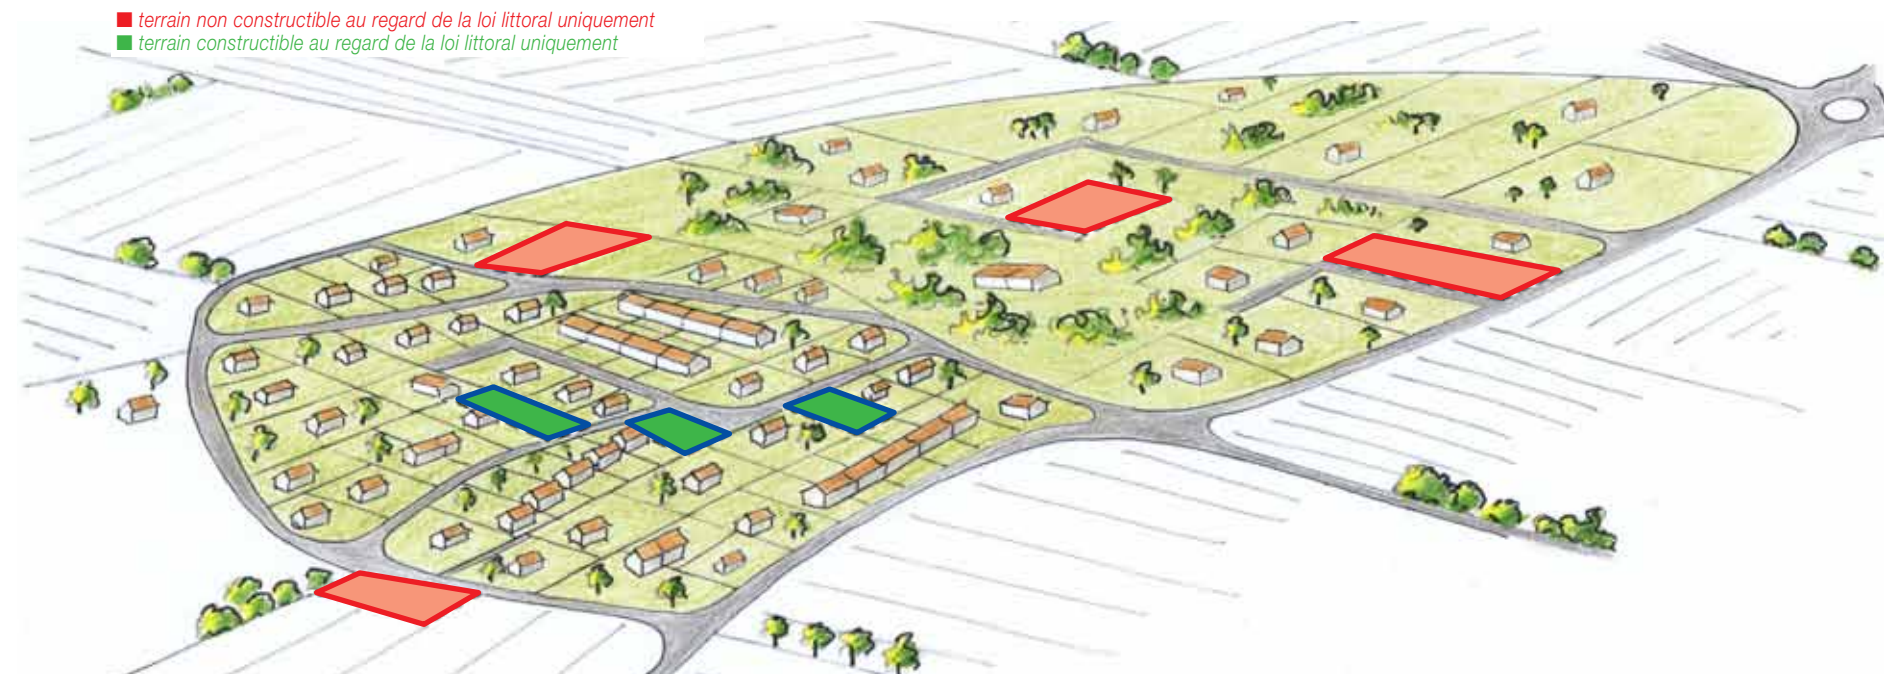 terrain non constructible au regard de la loi littoral uniquement
terrain constructible au regard de la loi littoral uniquement